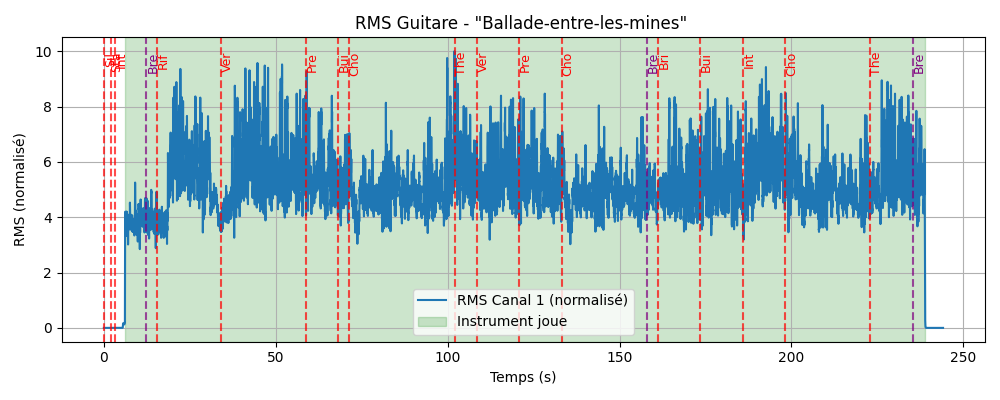 RMS Guitare - "Ballade-entre-les-mines"
RMS (normalisé)
10
8
6
4
2
0
Int
Bre
Rif
Ver
Pre
Bui
Cho
The
Ver
Pre
Cho
Bre
Bri
Sui
Int
Cho
The
Bre
RMS Canal 1 (normalisé)
Instrument joue
0
50
100
150
200
250
Temps (s)